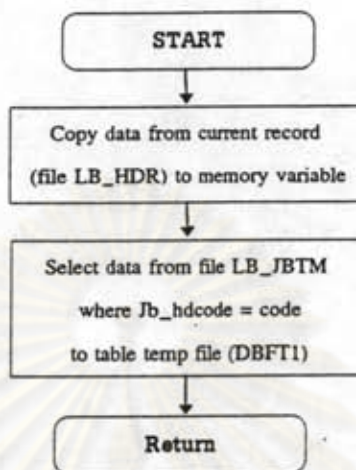 START
Copy data from current record
(file LB_HDR) to memory variable
Select data from file LB_JBTM
where Jb_hdcode = code
to table temp file (DBFT1)
Return